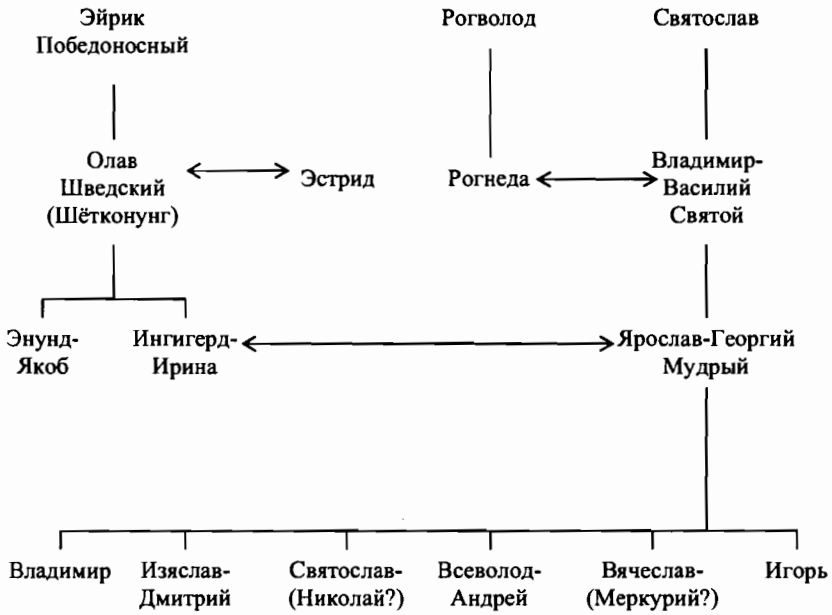 Эйрик
Победоносный
Рогволод
Святослав
Олав
Шведский
(Шётконунг)
Эстрид
Рогнеда
Владимир-
Василий
Святой
Энунд-
Якоб
Ингигерд-
Ирина
Ярослав-Георгий
Мудрый
Владимир
Изяслав-
Дмитрий
Святослав-
(Николай?)
Всеволод-
Андрей
Вячеслав-
(Меркурий?)
Игорь